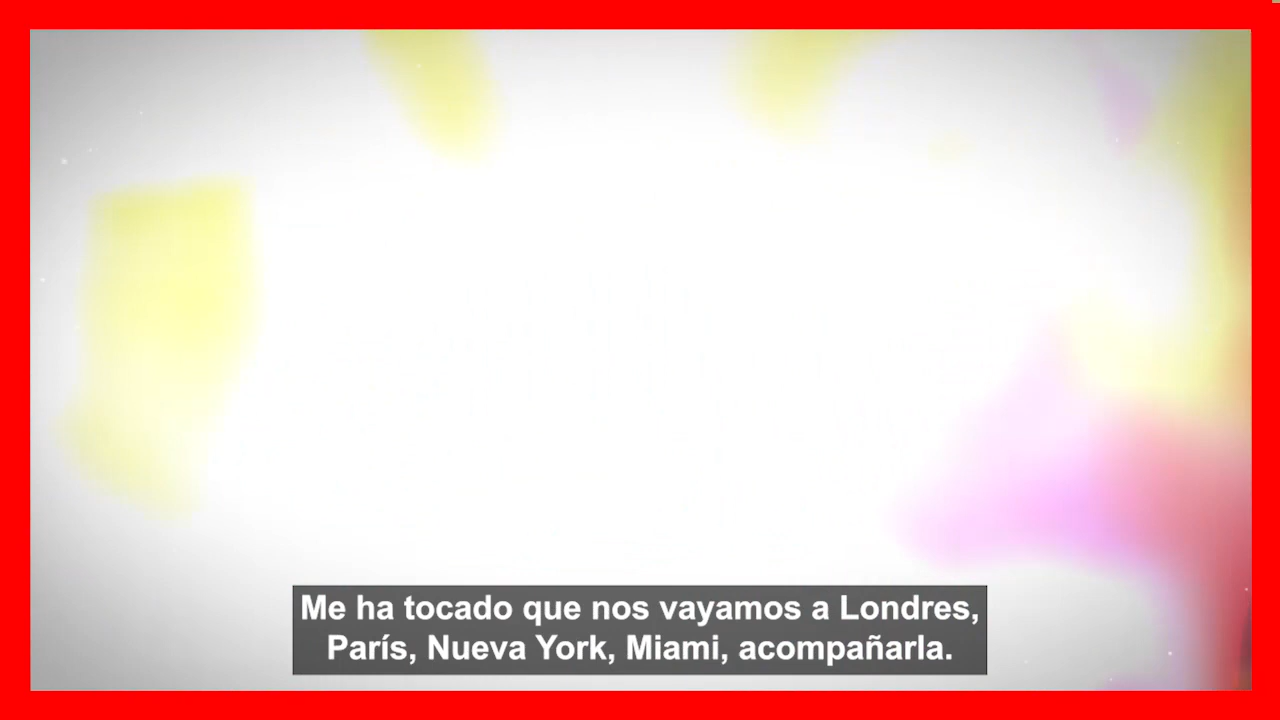 Me ha tocado que nos vayamos a Londres,
París, Nueva York, Miami, acompañarla.